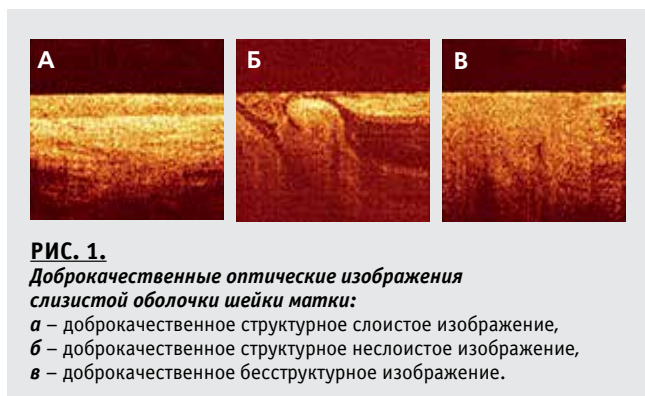 А Б В
РИС. 1.
Доброкачественные оптические изображения
слизистой оболочки шейки матки:
а – доброкачественное структурное слоистое изображение,
б – доброкачественное структурное неслоистое изображение,
в – доброкачественное бесструктурное изображение.